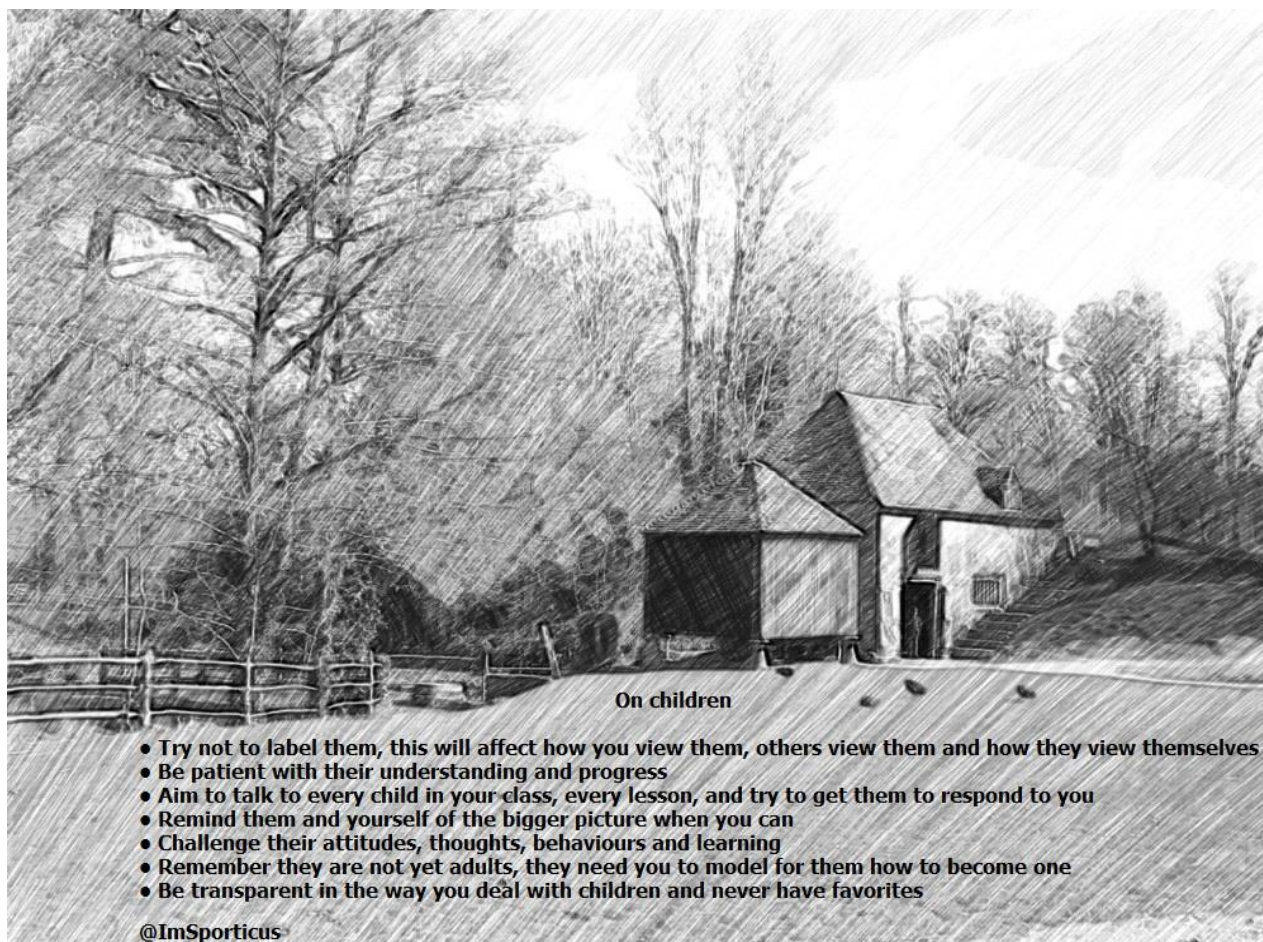 On children
● Try not to label them, this will affect how you view them, others view them and how they view themselves
● Be patient with their understanding and progress
● Aim to talk to every child in your class, every lesson, and try to get them to respond to you
● Remind them and yourself of the bigger picture when you can
● Challenge their attitudes, thoughts, behaviours and learning
● Remember they are not yet adults, they need you to model for them how to become one
● Be transparent in the way you deal with children and never have favorites
@ImSporticus